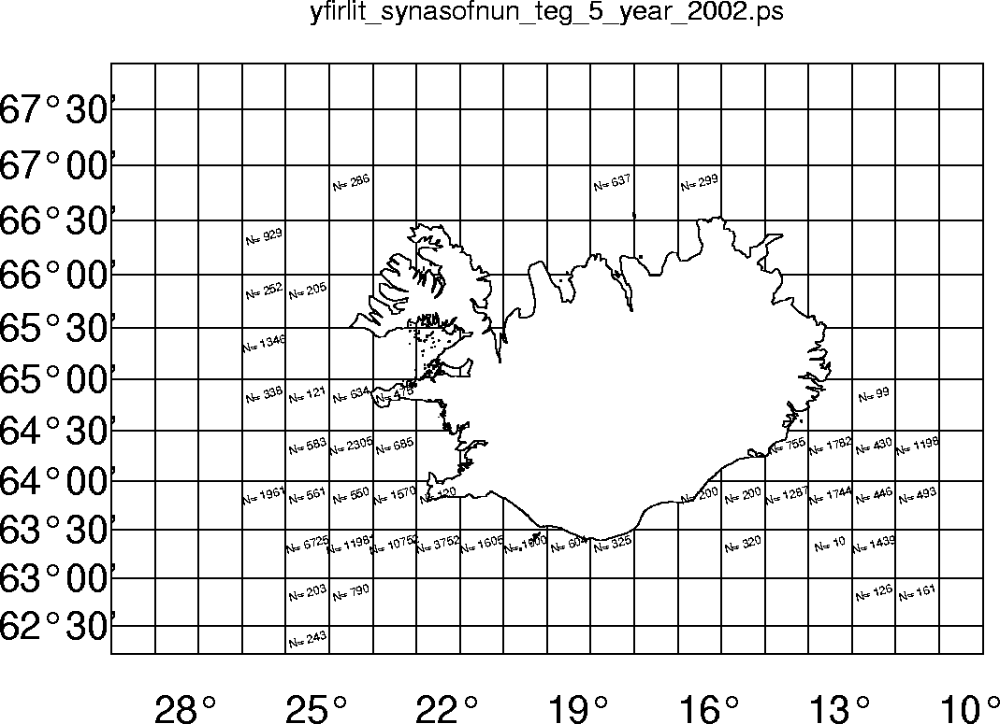 yfirlit_synasofnun_teg_5_year_2002.ps
67°30'
67°00'
N= 286 N= 637 N= 299
66°30'
N= 929
66°00'
N= 252 N= 205
65°30'
N= 1346
65°00'
N= 338 N= 121 N= 634 N= 475 N= 99
64°30'
N= 583 N= 2305 N= 685 N= 755 N= 1782 N= 430 N= 1198
64°00'
N= 1961 N= 561 N= 550 N= 1570 N= 120 N= 200 N= 200 N= 1287 N= 1744 N= 446 N= 493
63°30'
N= 6725 N= 11981 N= 10752 N= 3752 N= 1605 N= 1800 N= 604 N= 325 N= 320 N= 10 N= 1439
63°00'
N= 203 N= 790 N= 126 N= 161
62°30'
N= 243
28° 25° 22° 19° 16° 13° 10°